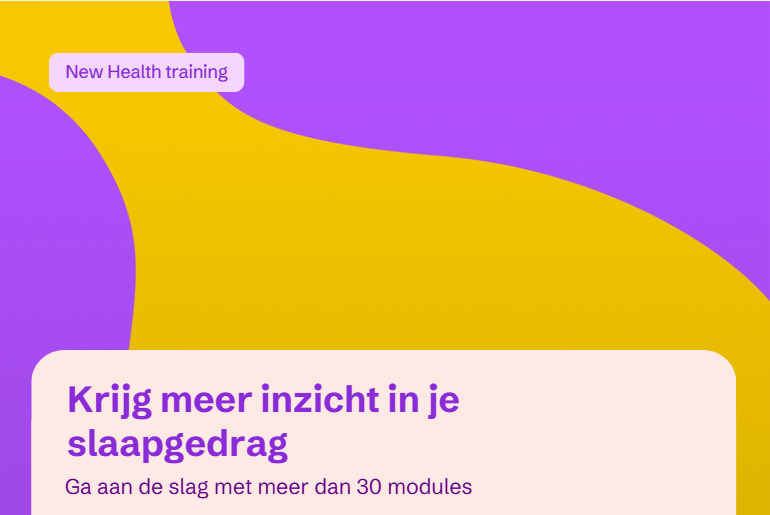 New Health training
Krijg meer inzicht in je
slaapgedrag
Ga aan de slag met meer dan 30 modules